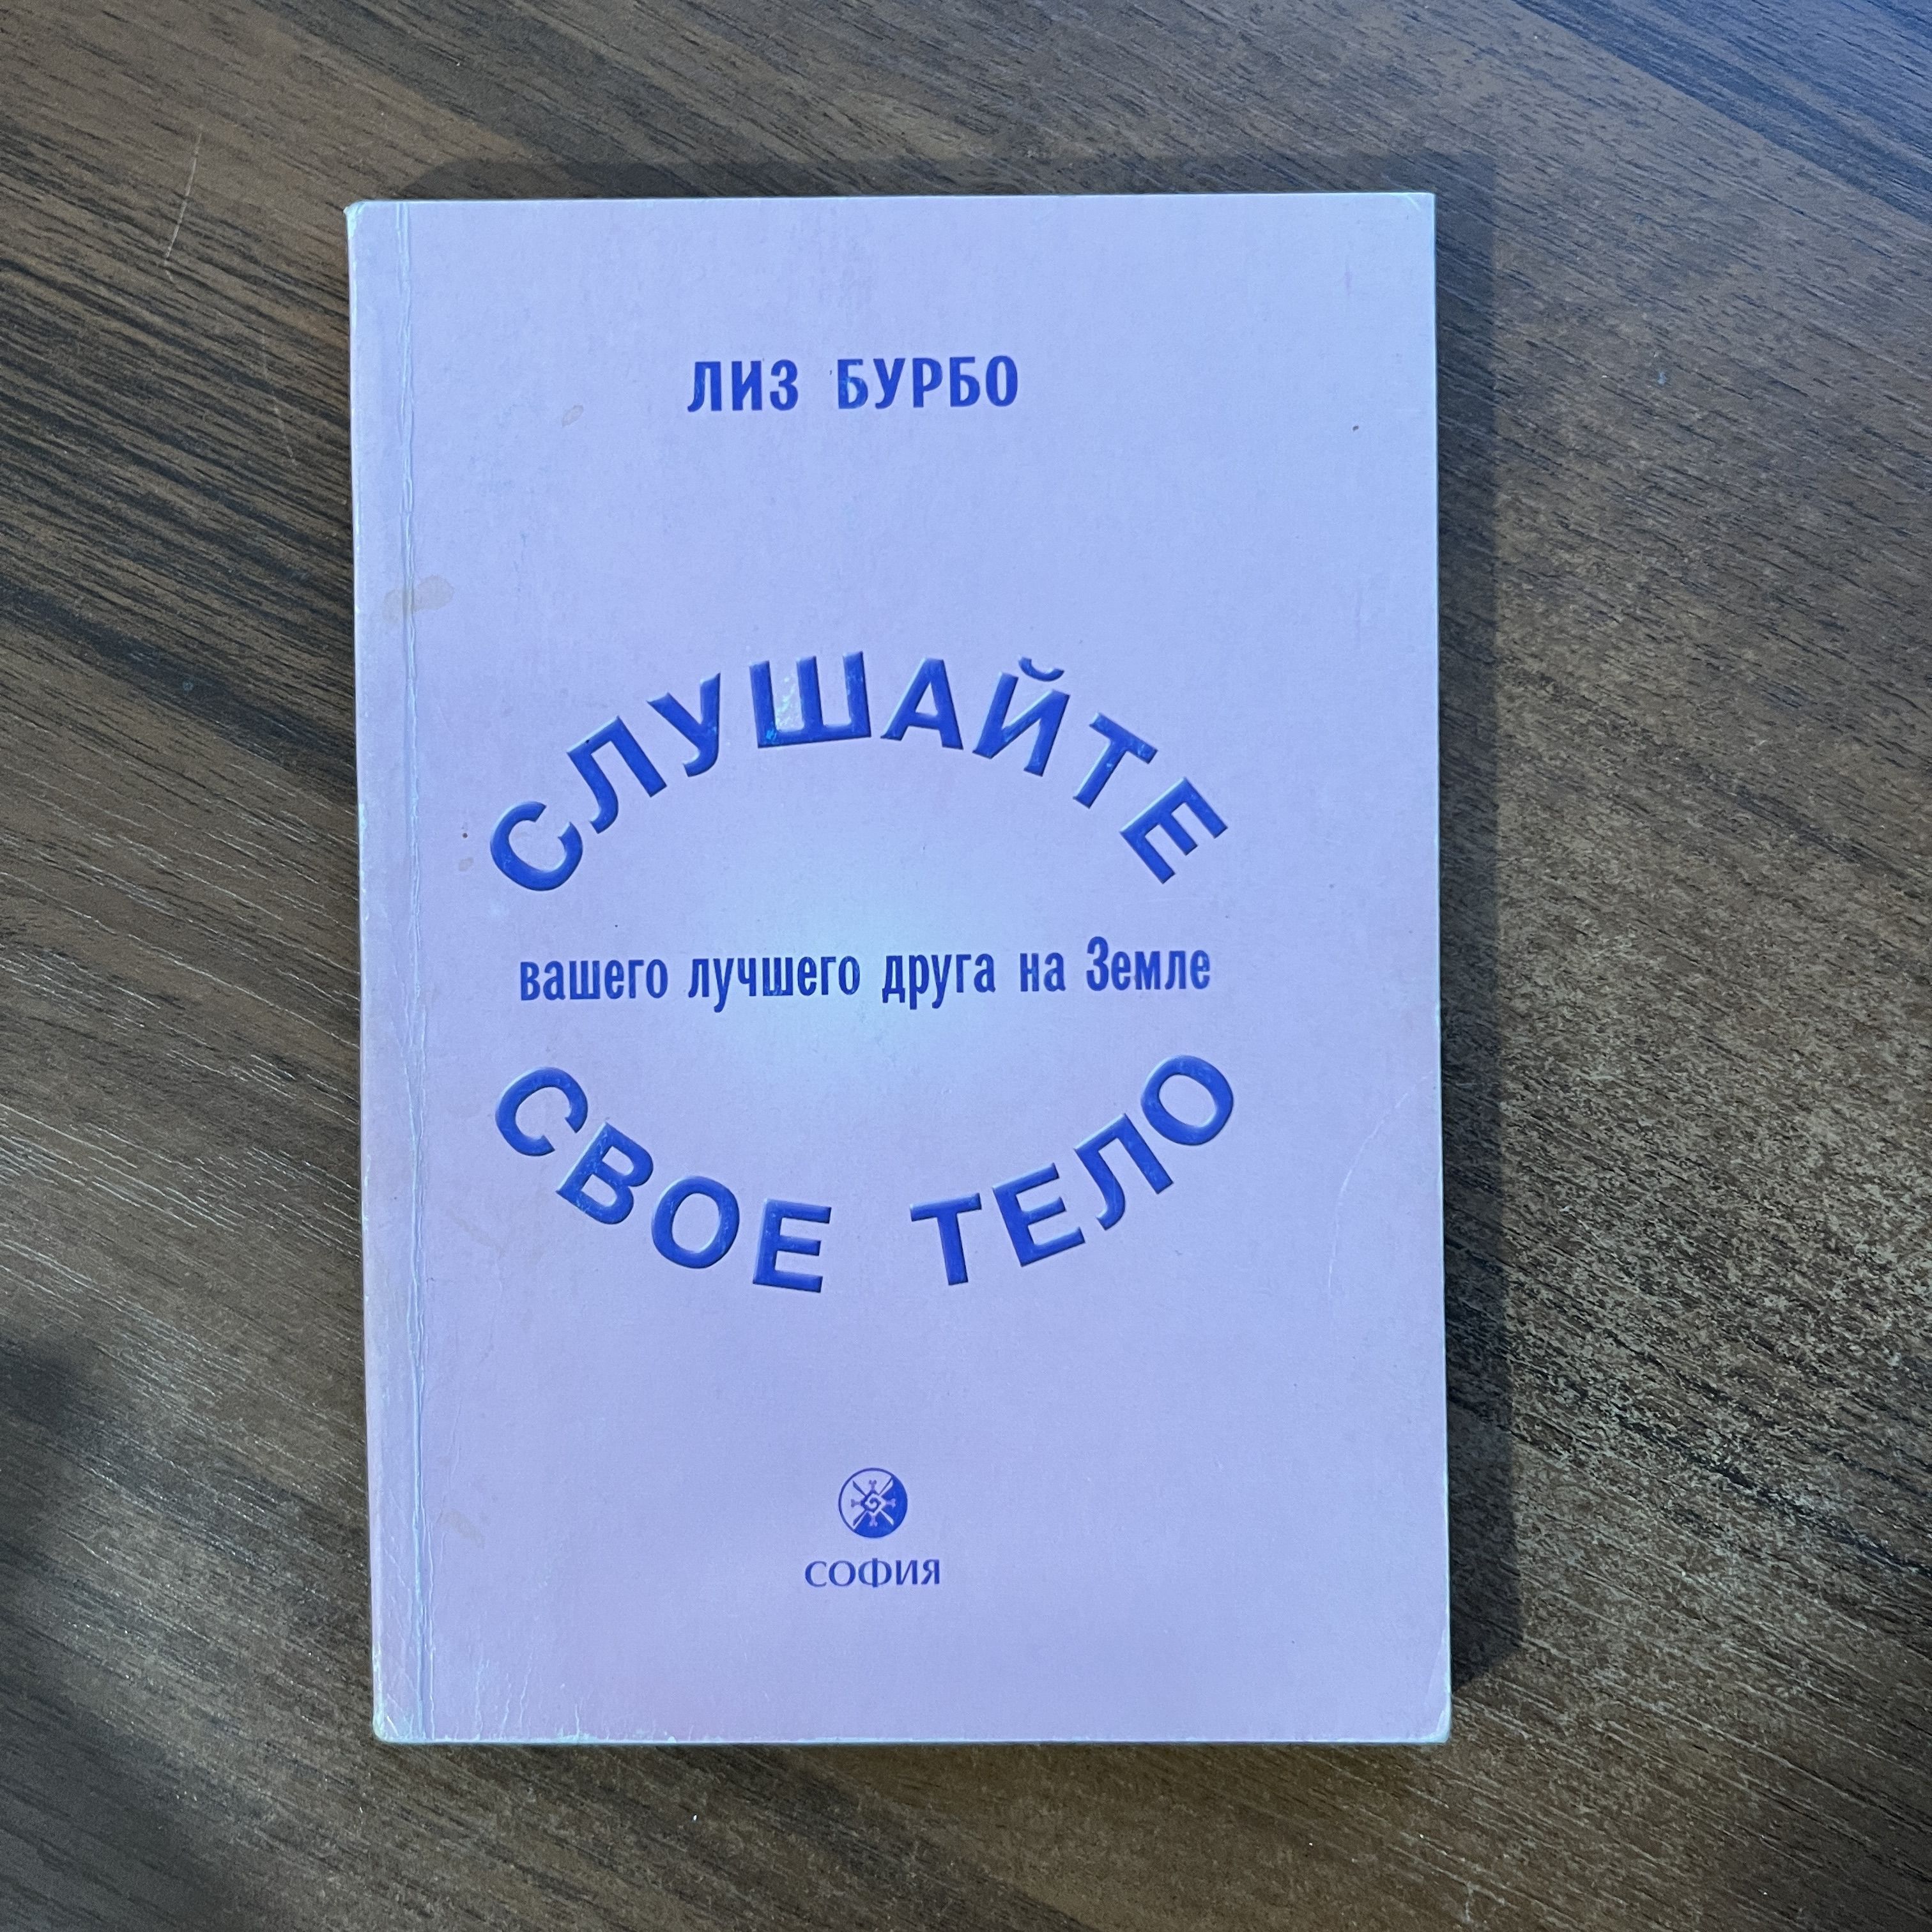 ЛИЗ БУРБО
СЛУШАЙТЕ
вашего лучшего друга на Земле
СВОЕ ТЕЛО
СОФИЯ